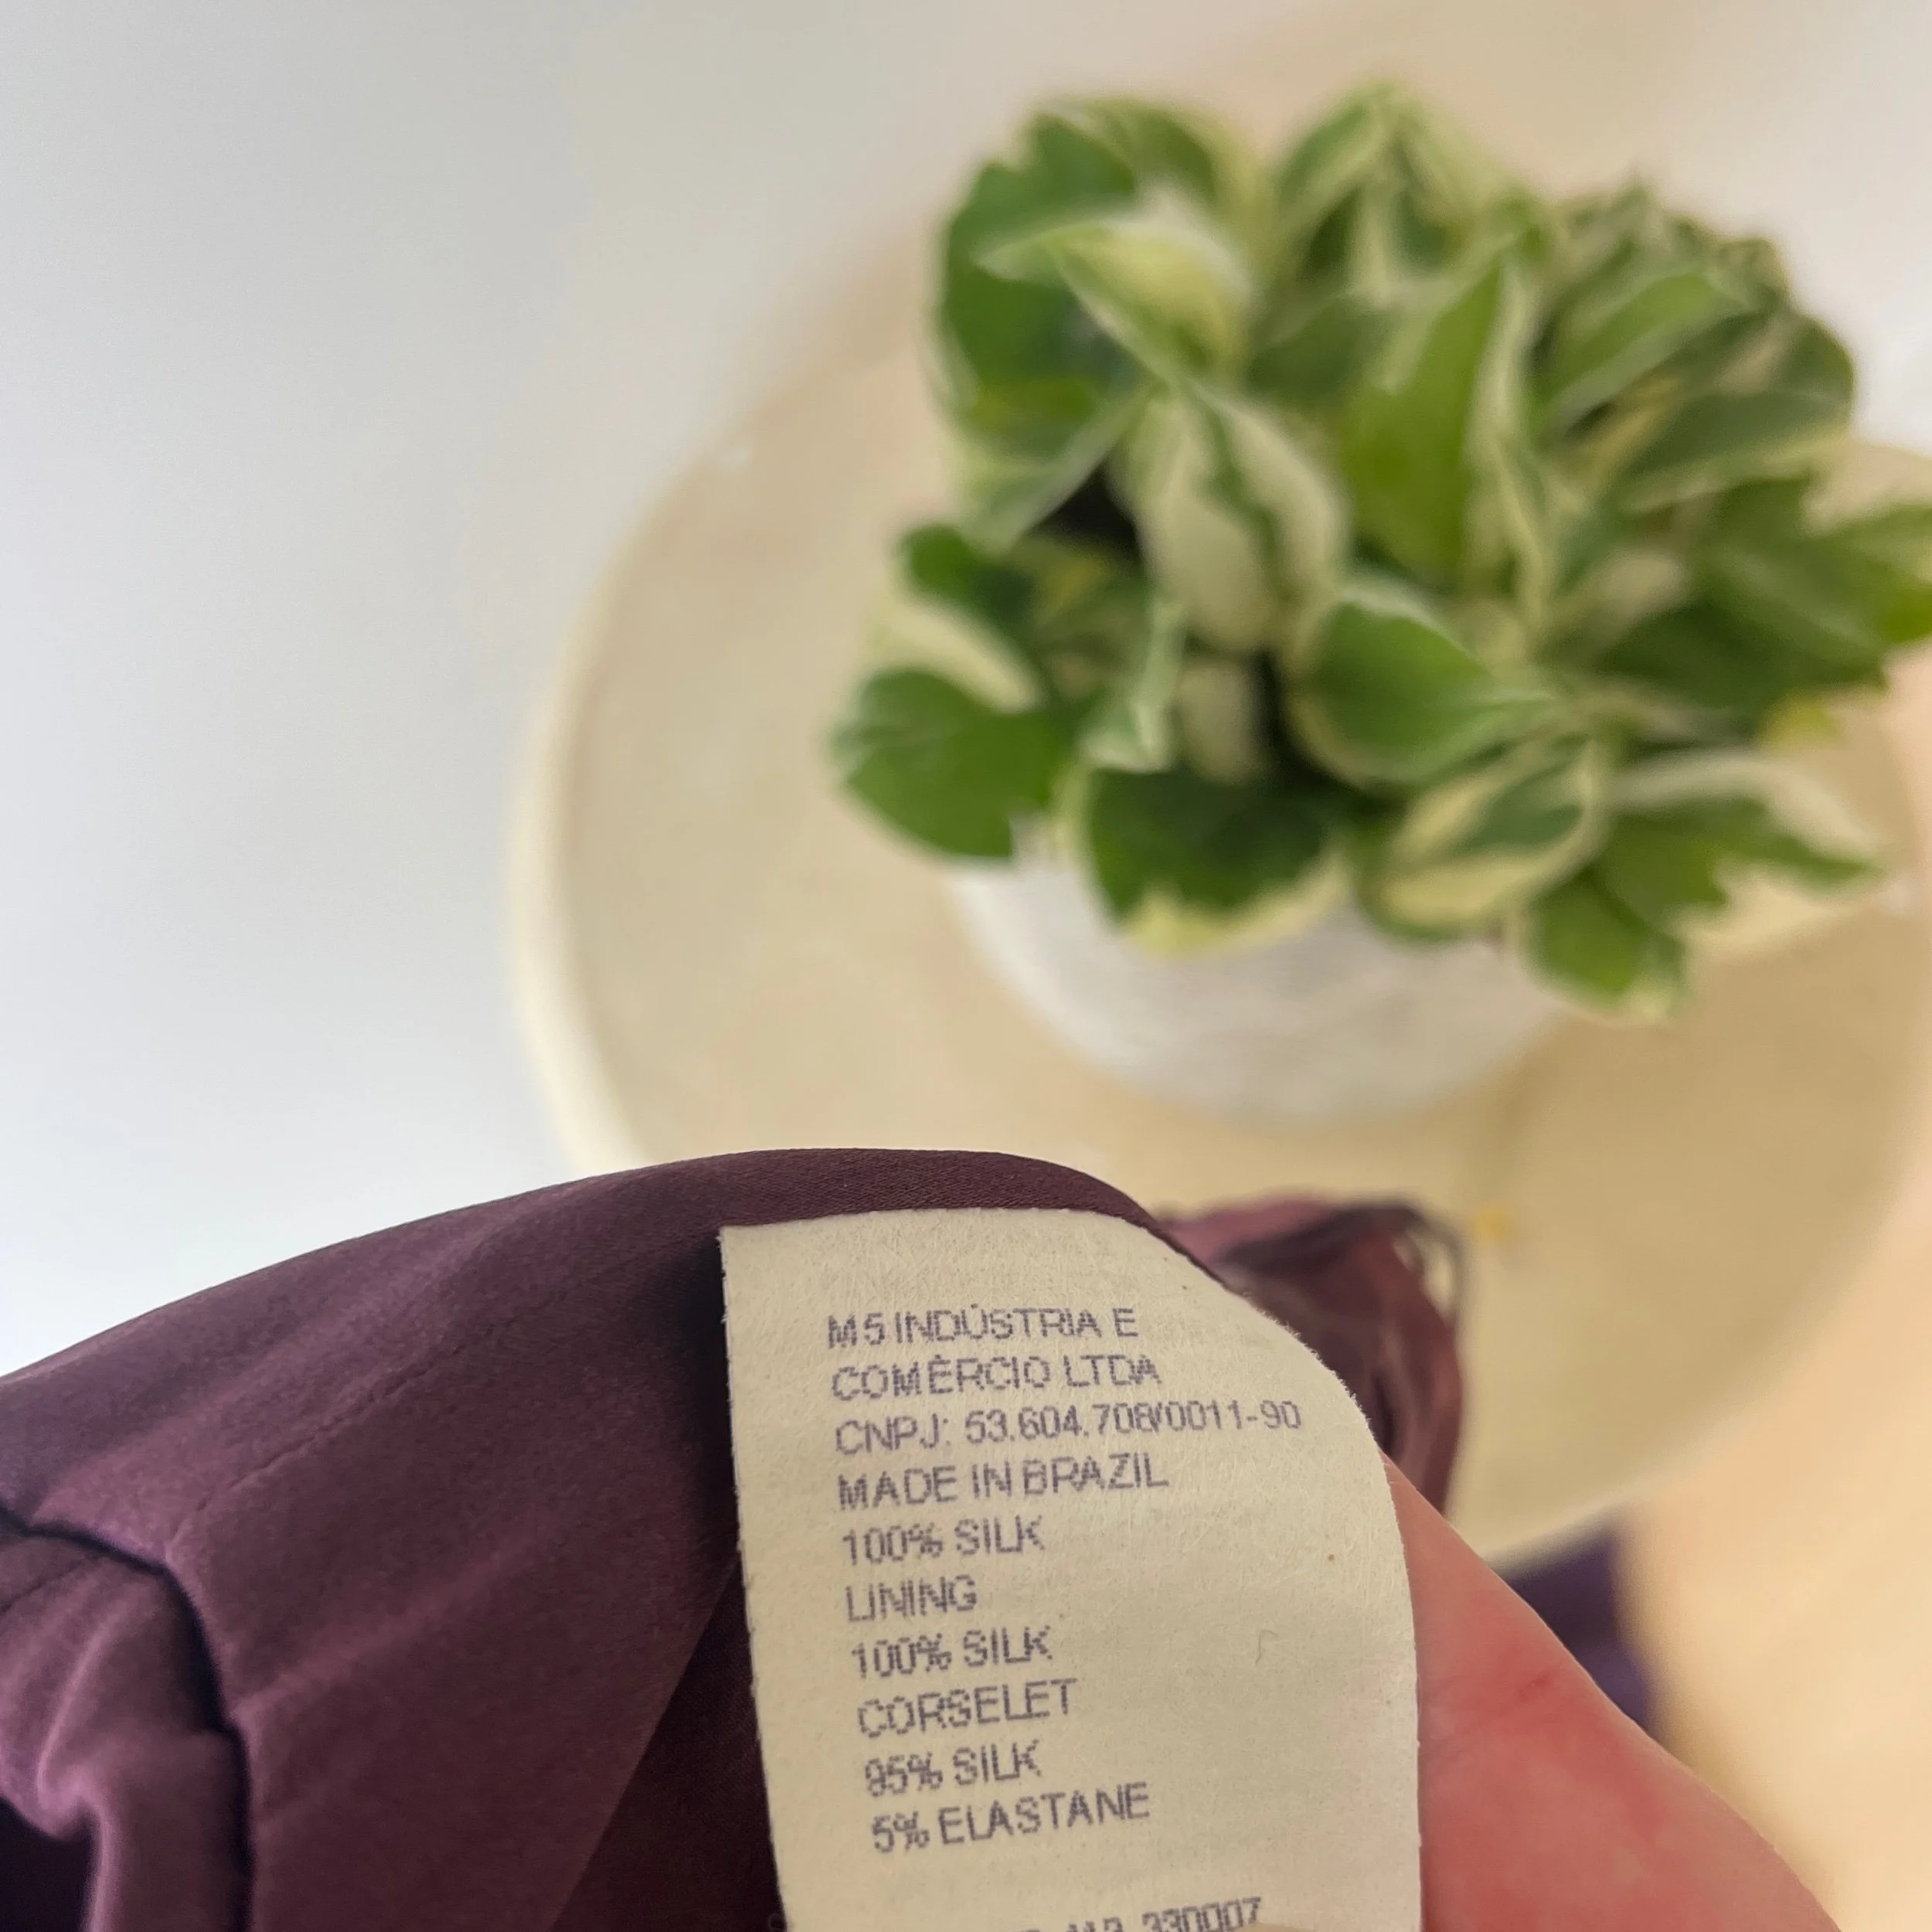 M5 INDÚSTRIA E
COMÉRCIO LTDA
CNPJ: 53.604.708/0011-90
MADE IN BRAZIL
100% SILK
LINING
100% SILK
CORSELET
95% SILK
5% ELASTANE
330007